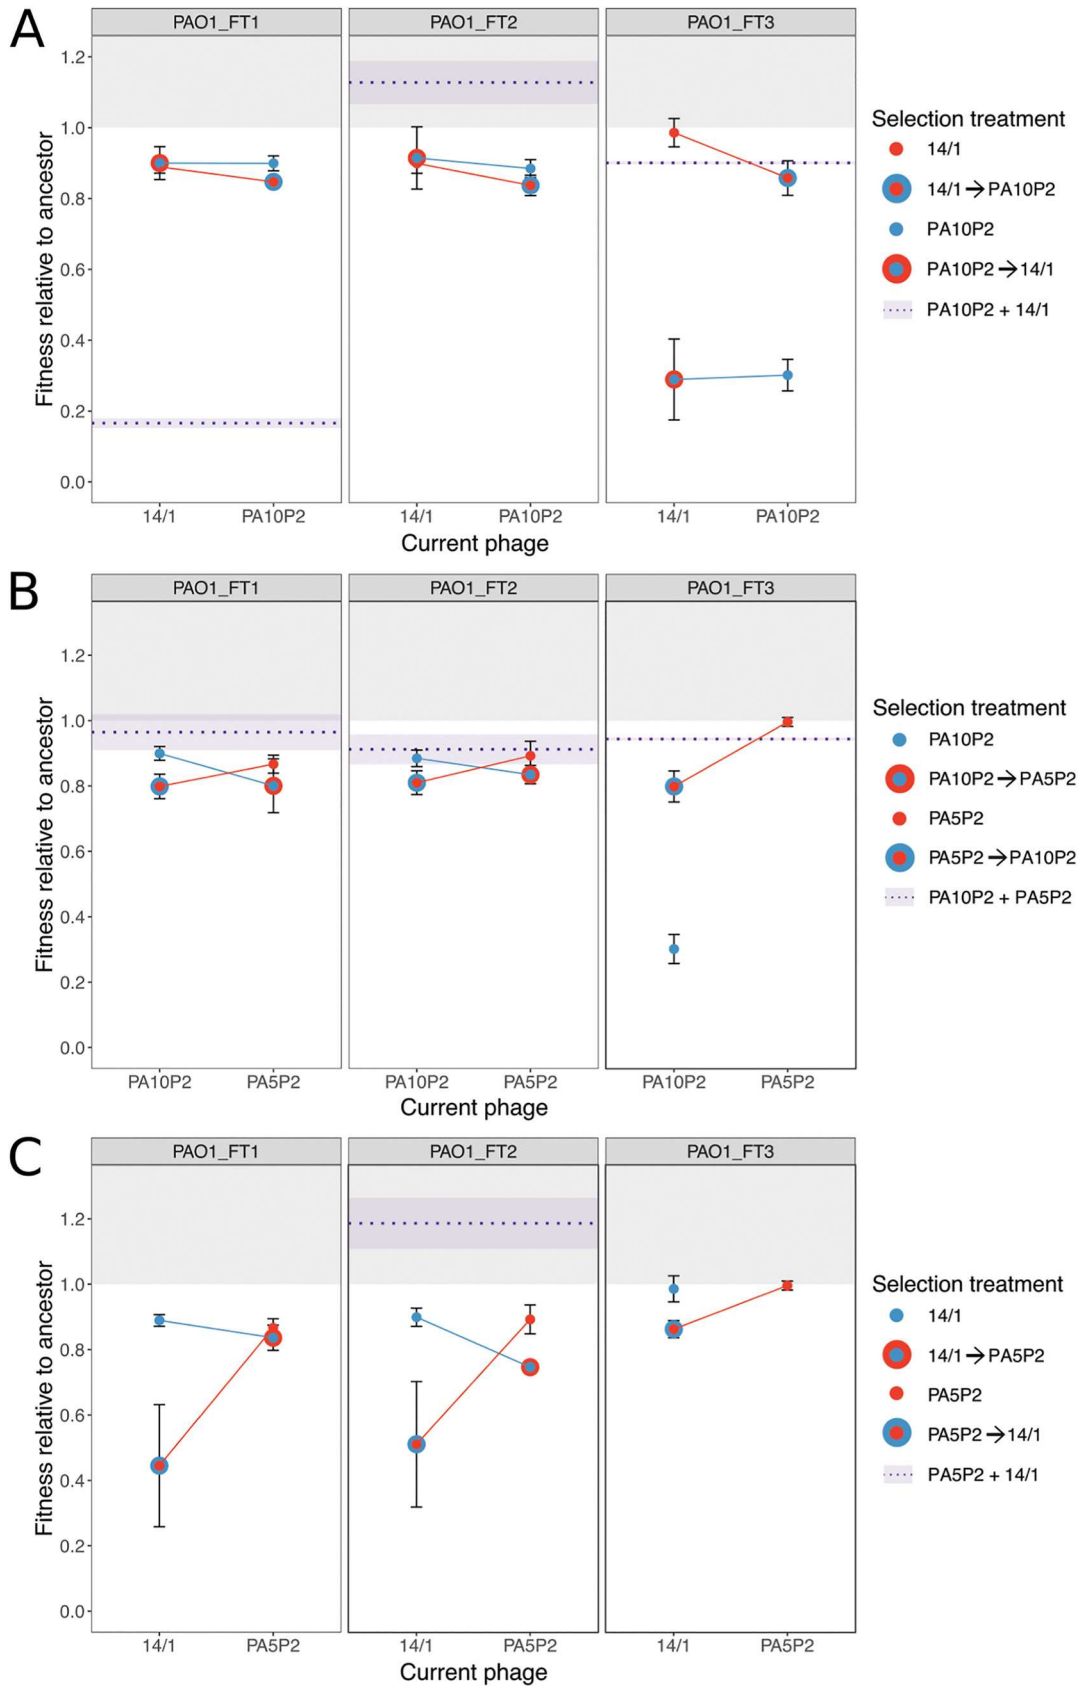 A
PAO1_FT1
PAO1_FT2
PAO1_FT3
Fitness relative to ancestor
1.2
1.0
0.8
0.6
0.4
0.2
0.0
14/1
PA10P2
14/1
PA10P2
14/1
PA10P2
Current phage
Selection treatment
14/1
14/1→PA10P2
PA10P2
PA10P2→14/1
PA10P2 + 14/1
B
PAO1_FT1
PAO1_FT2
PAO1_FT3
Fitness relative to ancestor
1.2
1.0
0.8
0.6
0.4
0.2
0.0
PA10P2
PA5P2
PA10P2
PA5P2
PA10P2
PA5P2
Current phage
Selection treatment
PA10P2
PA10P2→PA5P2
PA5P2
PA5P2→PA10P2
PA10P2 + PA5P2
C
PAO1_FT1
PAO1_FT2
PAO1_FT3
Fitness relative to ancestor
1.2
1.0
0.8
0.6
0.4
0.2
0.0
14/1
PA5P2
14/1
PA5P2
14/1
PA5P2
Current phage
Selection treatment
14/1
14/1→PA5P2
PA5P2
PA5P2→14/1
PA5P2 + 14/1